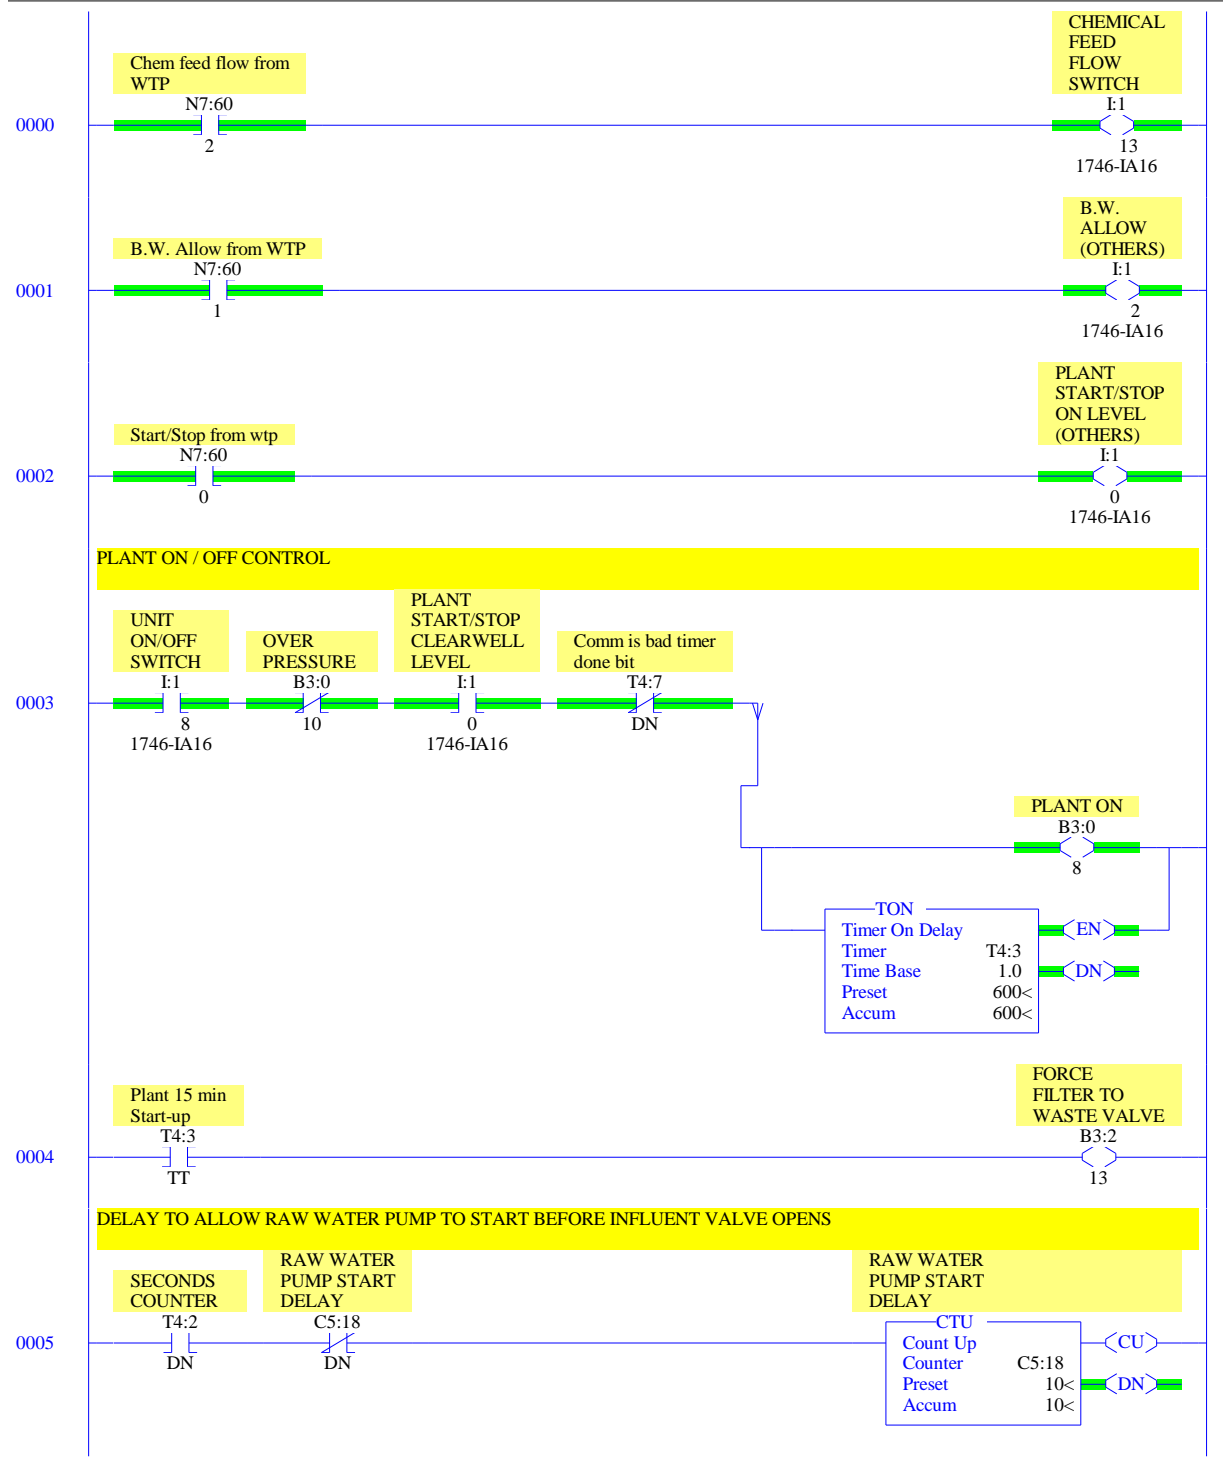 CHEMICAL
FEED
FLOW
SWITCH
Chem feed flow from
WTP
N7:60
I:1
0000
2
13
1746-IA16
B.W.
ALLOW
(OTHERS)
B.W. Allow from WTP
N7:60
I:1
0001
1
2
1746-IA16
PLANT
START/STOP
ON LEVEL
(OTHERS)
Start/Stop from wtp
N7:60
I:1
0002
0
0
1746-IA16
PLANT ON / OFF CONTROL
UNIT
ON/OFF
SWITCH
I:1
8
1746-IA16
OVER
PRESSURE
B3:0
10
PLANT
START/STOP
CLEARWELL
LEVEL
I:1
0
1746-IA16
Comm is bad timer
done bit
T4:7
DN
0003
PLANT ON
B3:0
8
TON
Timer On Delay
Timer T4:3
Time Base 1.0
Preset 600<
Accum 600<
EN
DN
FORCE
FILTER TO
WASTE VALVE
Plant 15 min
Start-up
T4:3
B3:2
0004
TT
13
DELAY TO ALLOW RAW WATER PUMP TO START BEFORE INFLUENT VALVE OPENS
SECONDS
COUNTER
T4:2
DN
RAW WATER
PUMP START
DELAY
C5:18
DN
0005
RAW WATER
PUMP START
DELAY
CTU
Count Up
Counter C5:18
Preset 10<
Accum 10<
CU
DN